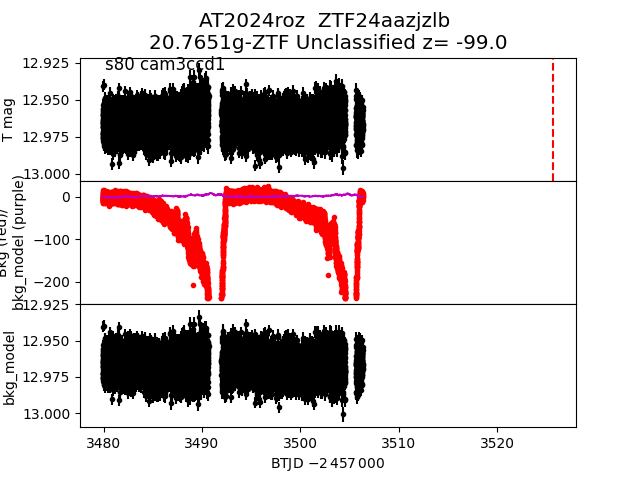 AT2024roz  ZTF24aazjzlb
20.7651g-ZTF Unclassified z= -99.0
s80 cam3ccd1
12.925
12.950
12.975
13.000
T mag
0
−100
−200
Bkg (red)/
bkg_model (purple)
12.925
12.950
12.975
13.000
bkg_model
3480 3490 3500 3510 3520
BTJD −2 457 000